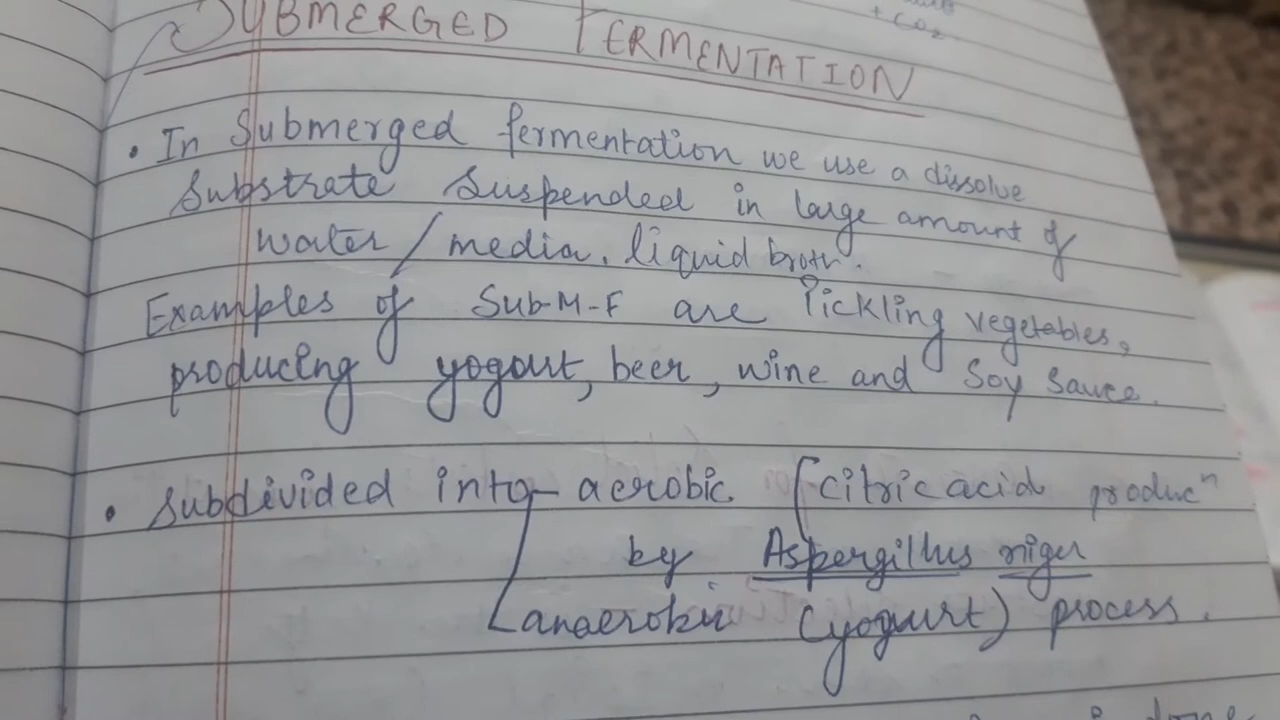 + CO2
SUBMERGED FERMENTATION
• In Submerged fermentation we use a dissolve
substrate suspended in large amount of
water / media. liquid broth.
Examples of Sub-M-F are Pickling vegetables,
producing yogurt, beer, wine and Soy Sauce.
• Subdivided into aerobic (citric acid producⁿ
by Aspergillus niger
anaerobic (yogurt) process.